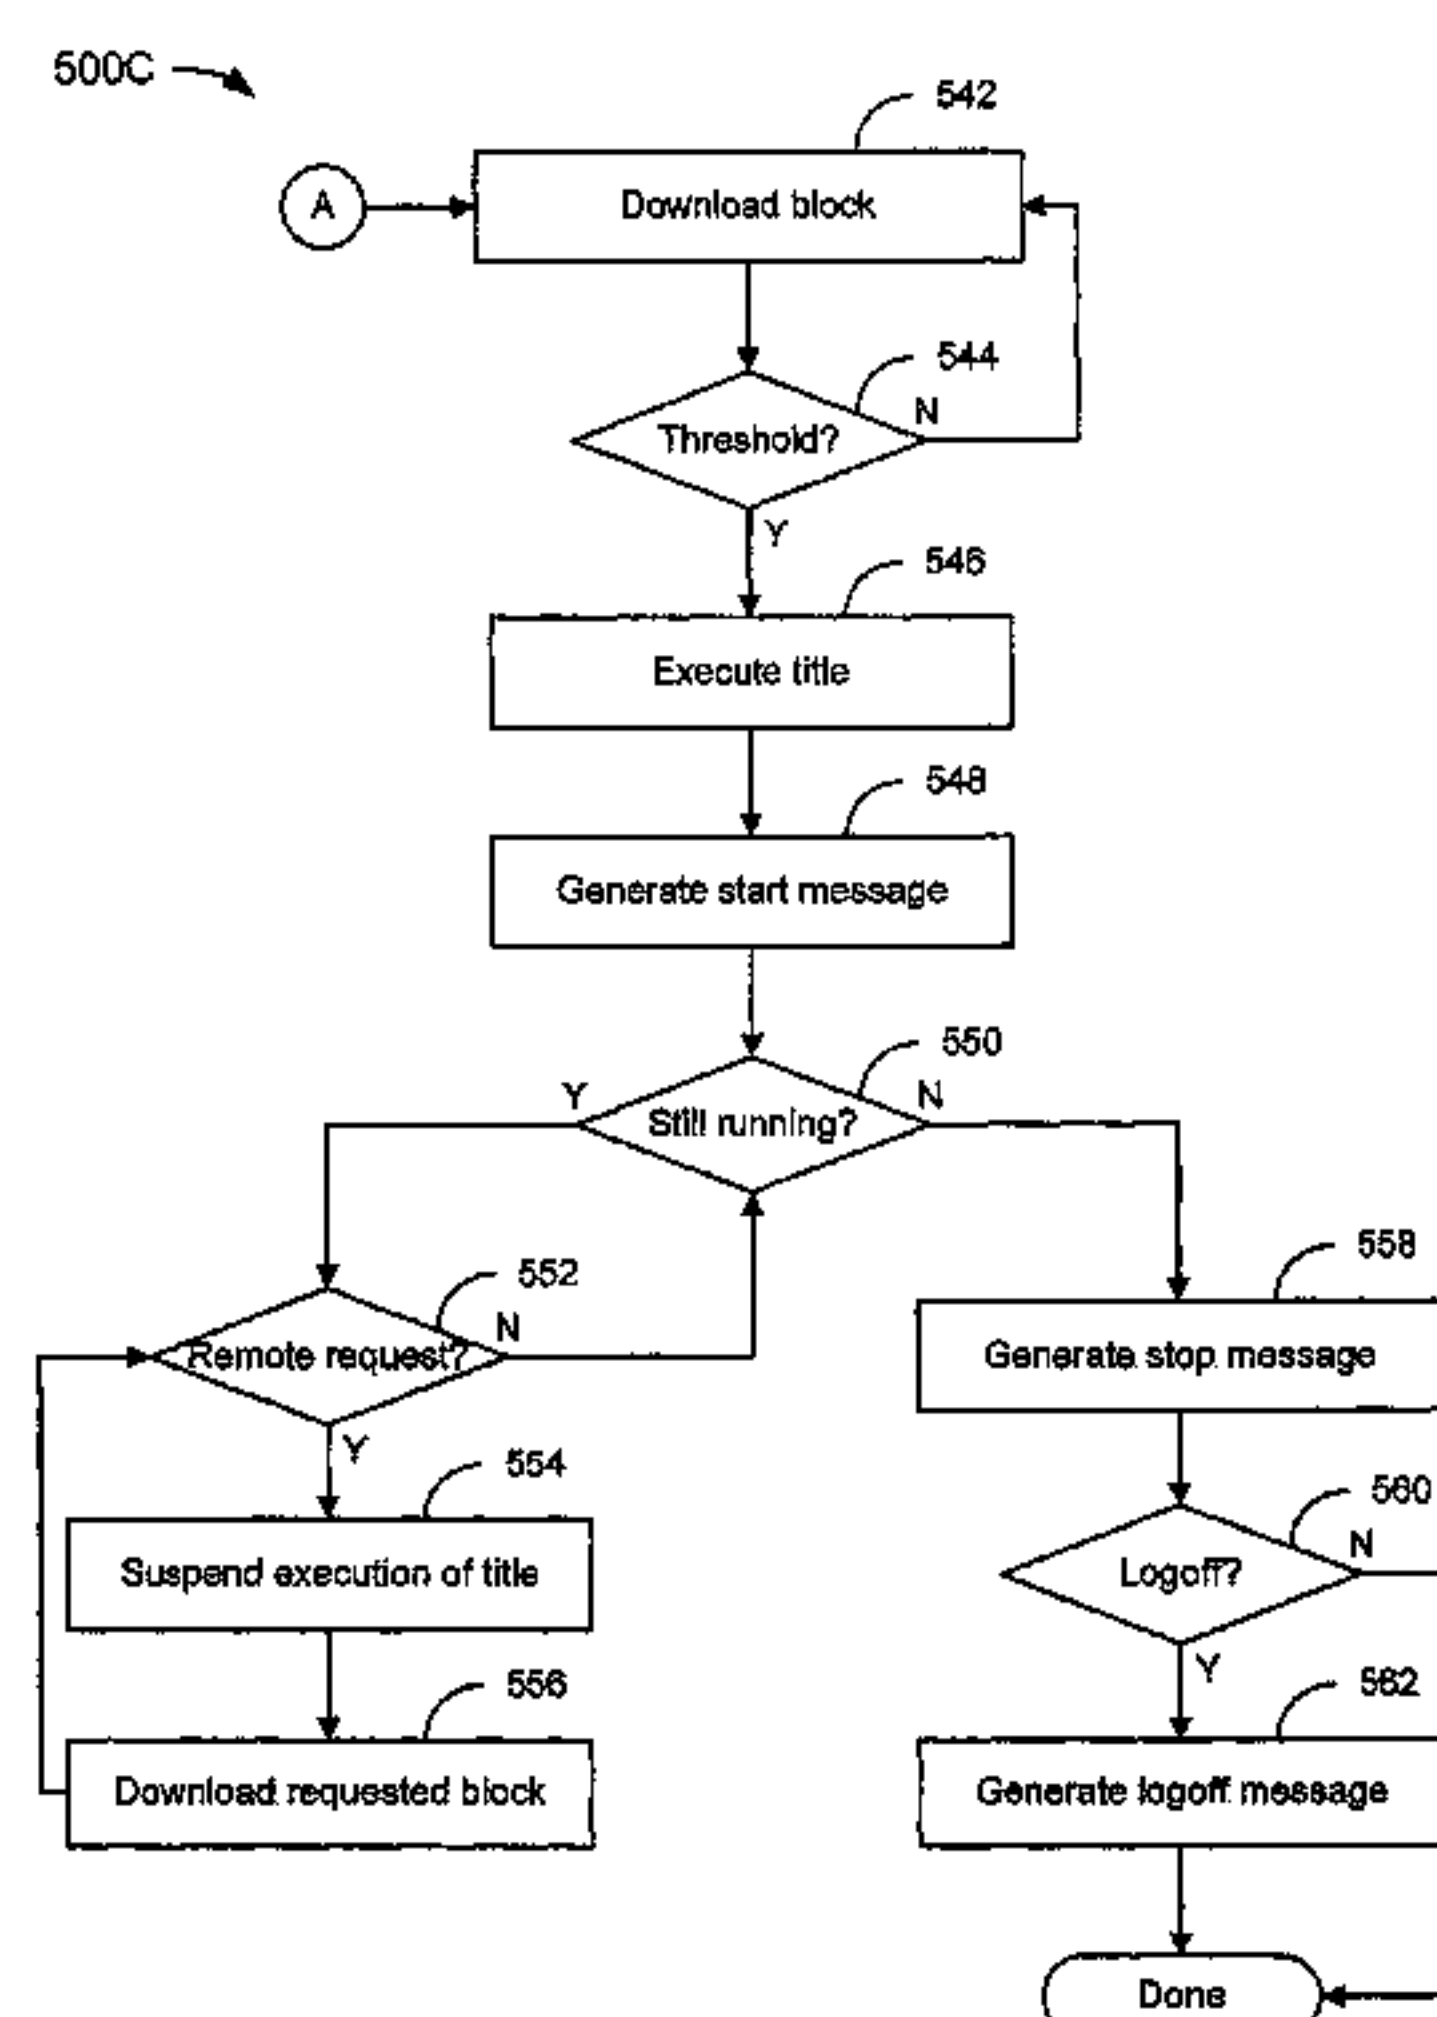 500C
542
A
Download block
544
N
Threshold?
Y
546
Execute title
548
Generate start message
550
Y
N
Still running?
558
552
N
Remote request?
Generate stop message
Y
554
560
N
Suspend execution of title
Logoff?
Y
556
562
Download requested block
Generate logoff message
Done